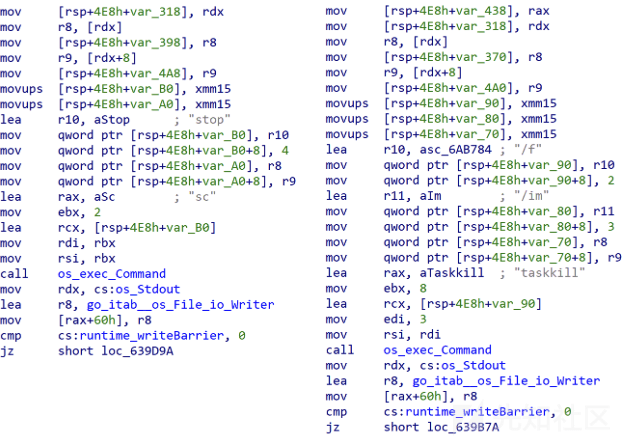 mov [rsp+4E8h+var_318], rdx
mov r8, [rdx]
mov [rsp+4E8h+var_398], r8
mov r9, [rdx+8]
mov [rsp+4E8h+var_4A8], r9
movups [rsp+4E8h+var_B0], xmm15
movups [rsp+4E8h+var_A0], xmm15
lea r10, aStop ; "stop"
mov qword ptr [rsp+4E8h+var_B0], r10
mov qword ptr [rsp+4E8h+var_B0+8], 4
mov qword ptr [rsp+4E8h+var_A0], r8
mov qword ptr [rsp+4E8h+var_A0+8], r9
lea rax, aSc ; "sc"
mov ebx, 2
lea rcx, [rsp+4E8h+var_B0]
mov rdi, rbx
mov rsi, rbx
call os_exec_Command
mov rdx, cs:os_Stdout
lea r8, go_itab__os_File_io_Writer
mov [rax+60h], r8
cmp cs:runtime_writeBarrier, 0
jz short loc_639D9A
mov [rsp+4E8h+var_438], rax
mov [rsp+4E8h+var_318], rdx
mov r8, [rdx]
mov [rsp+4E8h+var_370], r8
mov r9, [rdx+8]
mov [rsp+4E8h+var_4A0], r9
movups [rsp+4E8h+var_90], xmm15
movups [rsp+4E8h+var_80], xmm15
movups [rsp+4E8h+var_70], xmm15
lea r10, asc_6AB784 ; "/f"
mov qword ptr [rsp+4E8h+var_90], r10
mov qword ptr [rsp+4E8h+var_90+8], 2
lea r11, aIm ; "/im"
mov qword ptr [rsp+4E8h+var_80], r11
mov qword ptr [rsp+4E8h+var_80+8], 3
mov qword ptr [rsp+4E8h+var_70], r8
mov qword ptr [rsp+4E8h+var_70+8], r9
lea rax, aTaskkill ; "taskkill"
mov ebx, 8
lea rcx, [rsp+4E8h+var_90]
mov edi, 3
mov rsi, rdi
call os_exec_Command
mov rdx, cs:os_Stdout
lea r8, go_itab__os_File_io_Writer
mov [rax+60h], r8
cmp cs:runtime_writeBarrier, 0
jz short loc_639B7A